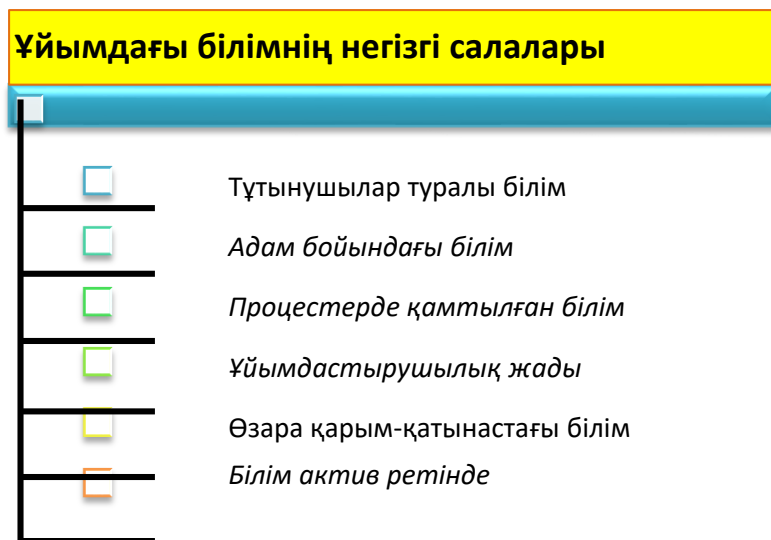 Ұйымдағы білімнің негізгі салалары
Тұтынушылар туралы білім
Адам бойындағы білім
Процестерде қамтылған білім
Ұйымдастырушылық жады
Өзара қарым-қатынастағы білім
Білім актив ретінде